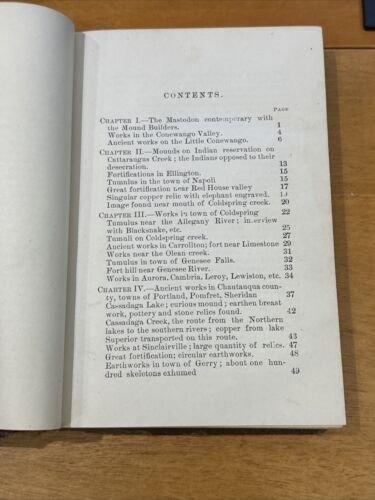 CONTENTS.
PAGE
CHAPTER I.—The Mastodon contemporary with
the Mound Builders. 1
Works in the Conewango Valley. 4
Ancient works on the Little Conewango. 6
CHAPTER II.—Mounds on Indian reservation on
Cattarangus Creek; the Indians opposed to their
desecration. 13
Fortifications in Ellington. 15
Tumulus in the town of Napoli 15
Great fortification near Red House valley 17
Singular copper relic with elephant engraved.
Image found near mouth of Coldspring creek. 20
CHAPTER III.—Works in town of Coldspring 22
Tumulus near the Allegany River; interview
with Blacksnake, etc. 25
Tumuli on Coldspring creek. 27
Ancient works in Carrollton; fort near Limestone 29
Works near the Olean creek. 31
Tumulus in town of Genesee Falls. 32
Fort hill near Genesee River. 33
Works in Aurora, Cambria, Leroy, Lewiston, etc. 34
CHARTER IV.—Ancient works in Chautauqua coun-
ty, towns of Portland, Pomfret, Sheridan 37
Cassadaga Lake; curious mound; earthen breast
work, pottery and stone relics found. 42
Cassadaga Creek, the route from the Northern
lakes to the southern rivers; copper from lake
Superior transported on this route. 43
Works at Sinclairville; large quantity of relics. 47
Great fortification; circular earthworks. 48
Earthworks in town of Gerry; about one hun-
dred skeletons exhumed 49